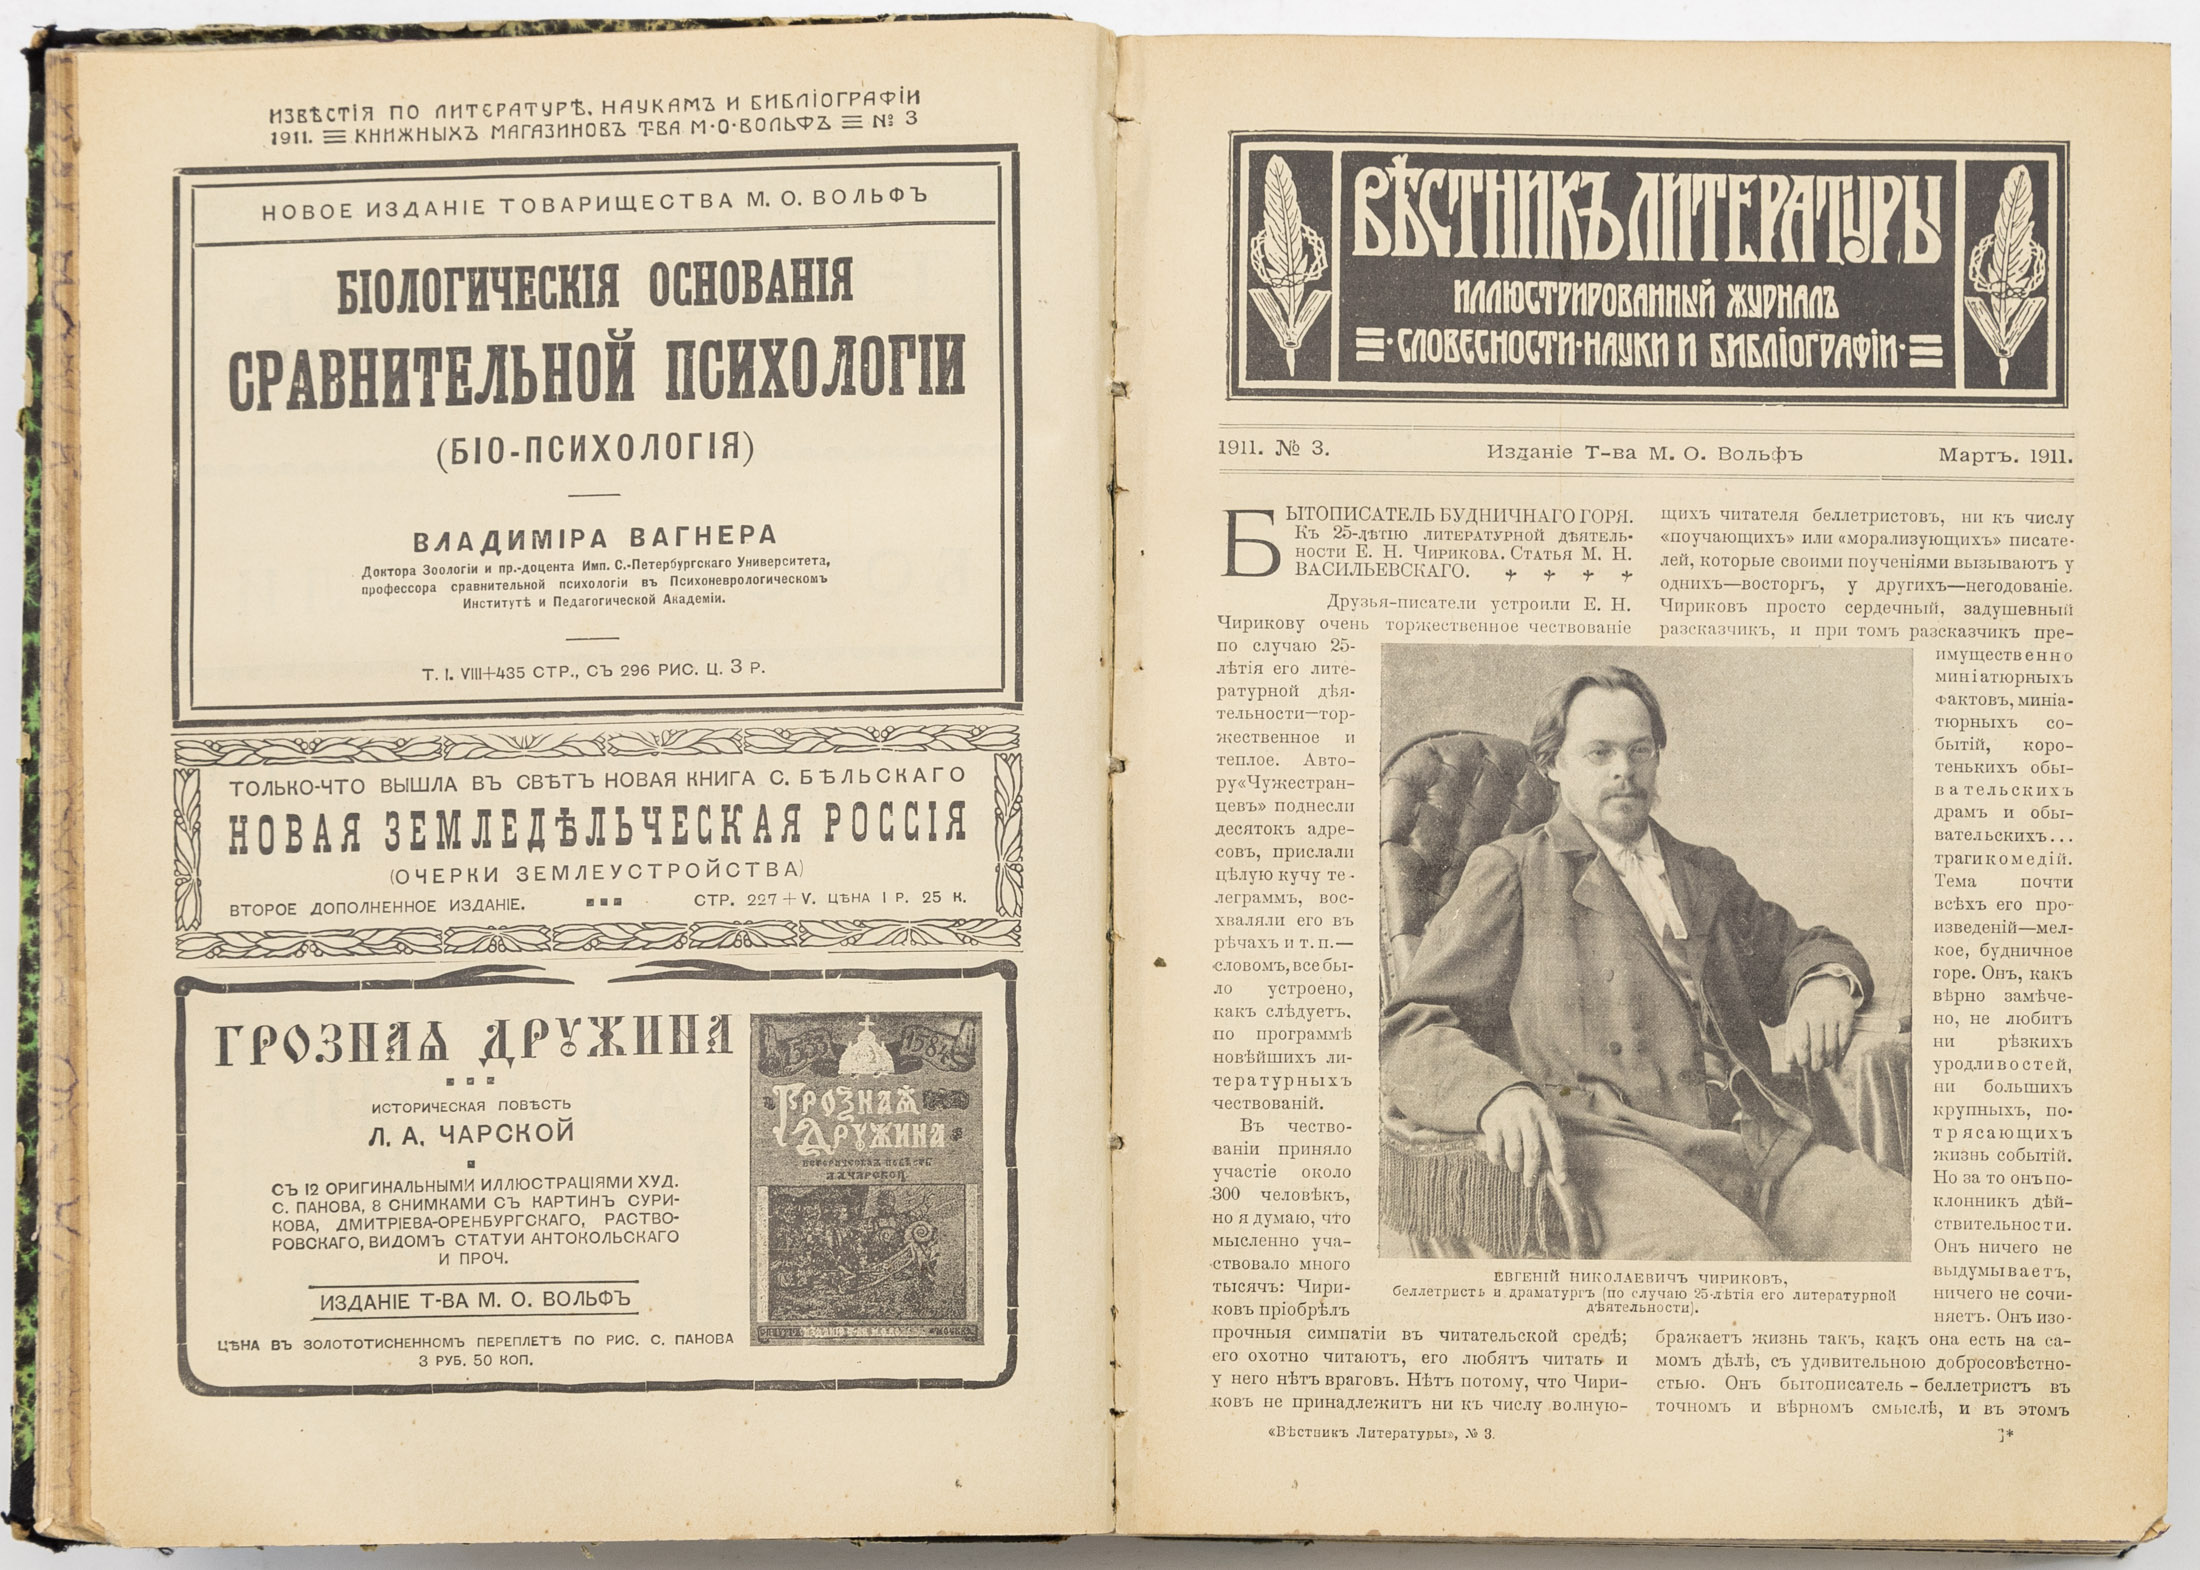 ИЗВѢСТІЯ ПО ЛИТЕРАТУРѢ, НАУКАМЪ И БИБЛІОГРАФІИ
1911. КНИЖНЫХЪ МАГАЗИНОВЪ Т-ВА М·О·ВОЛЬФЪ № 3
НОВОЕ ИЗДАНІЕ ТОВАРИЩЕСТВА М. О. ВОЛЬФЪ
БІОЛОГИЧЕСКІЯ ОСНОВАНІЯ
СРАВНИТЕЛЬНОЙ ПСИХОЛОГІИ
(БІО-ПСИХОЛОГІЯ)
ВЛАДИМІРА ВАГНЕРА
Доктора Зоологіи и пр.-доцента Имп. С.-Петербургскаго Университета,
профессора сравнительной психологіи въ Психоневрологическомъ
Институтѣ и Педагогической Академіи.
Т. I. VIII+435 СТР., СЪ 296 РИС. Ц. 3 Р.
ТОЛЬКО-ЧТО ВЫШЛА ВЪ СВѢТЪ НОВАЯ КНИГА С. БѢЛЬСКАГО
НОВАЯ ЗЕМЛЕДѢЛЬЧЕСКАЯ РОССІЯ
(ОЧЕРКИ ЗЕМЛЕУСТРОЙСТВА)
ВТОРОЕ ДОПОЛНЕННОЕ ИЗДАНІЕ. СТР. 227+V. ЦѢНА 1 Р. 25 К.
ГРОЗНАЯ ДРУЖИНА
ИСТОРИЧЕСКАЯ ПОВѢСТЬ
Л. А. ЧАРСКОЙ
СЪ 12 ОРИГИНАЛЬНЫМИ ИЛЛЮСТРАЦІЯМИ ХУД.
С. ПАНОВА, 8 СНИМКАМИ СЪ КАРТИНЪ СУРИ-
КОВА, ДМИТРІЕВА-ОРЕНБУРГСКАГО, РАСТВО-
РОВСКАГО, ВИДОМЪ СТАТУИ АНТОКОЛЬСКАГО
И ПРОЧ.
ИЗДАНІЕ Т-ВА М. О. ВОЛЬФЪ
ЦѢНА ВЪ ЗОЛОТОТИСНЕННОМЪ ПЕРЕПЛЕТѢ ПО РИС. С. ПАНОВА
3 РУБ. 50 КОП.
1584
ГРОЗНАЯ
ДРУЖИНА
ИСТОРИЧЕСКАЯ ПОВѢСТЬ
Л.А.ЧАРСКОЙ
ВѢСТНИКЪ ЛИТЕРАТУРЫ
ИЛЛЮСТРИРОВАННЫЙ ЖУРНАЛЪ
·СЛОВЕСНОСТИ·НАУКИ И БИБЛІОГРАФІИ·
1911. № 3. Изданіе Т-ва М. О. Вольфъ Мартъ. 1911.
БЫТОПИСАТЕЛЬ БУДНИЧНАГО ГОРЯ.
Къ 25-лѣтію литературной дѣятель-
ности Е. Н. Чирикова. Статья М. Н.
ВАСИЛЬЕВСКАГО.
Друзья-писатели устроили Е. Н.
Чирикову очень торжественное чествованіе
по случаю 25-
лѣтія его лите-
ратурной дѣя-
тельности—тор-
жественное и
теплое. Авто-
ру «Чужестран-
цевъ» поднесли
десятокъ адре-
совъ, прислали
цѣлую кучу те-
леграммъ, вос-
хваляли его въ
рѣчахъ и т. п.—
словомъ, все бы-
ло устроено,
какъ слѣдуетъ,
по программѣ
новѣйшихъ ли-
тературныхъ
чествованій.
Въ чество-
ваніи приняло
участіе около
300 человѣкъ,
но я думаю, что
мысленно уча-
ствовало много
тысячъ: Чири-
ковъ пріобрѣлъ
прочныя симпатіи въ читательской средѣ;
его охотно читаютъ, его любятъ читать и
у него нѣтъ враговъ. Нѣтъ потому, что Чири-
ковъ не принадлежитъ ни къ числу волную-
щихъ читателя беллетристовъ, ни къ числу
«поучающихъ» или «морализующихъ» писате-
лей, которые своими поученіями вызываютъ у
однихъ—восторгъ, у другихъ—негодованіе.
Чириковъ просто сердечный, задушевный
разсказчикъ, и при томъ разсказчикъ пре-
имущественно
миніатюрныхъ
фактовъ, миніа-
тюрныхъ со-
бытій, коро-
тенькихъ обы-
вательскихъ
драмъ и обы-
вательскихъ...
трагикомедій.
Тема почти
всѣхъ его про-
изведеній—мел-
кое, будничное
горе. Онъ, какъ
вѣрно замѣче-
но, не любитъ
ни рѣзкихъ
уродливостей,
ни большихъ
крупныхъ, по-
трясающихъ
жизнь событій.
Но за то онъ по-
клонникъ дѣй-
ствительности.
Онъ ничего не
выдумываетъ,
ничего не сочи-
няетъ. Онъ изо-
бражаетъ жизнь такъ, какъ она есть на са-
момъ дѣлѣ, съ удивительною добросовѣстно-
стью. Онъ бытописатель - беллетристъ въ
точномъ и вѣрномъ смыслѣ, и въ этомъ
ЕВГЕНІЙ НИКОЛАЕВИЧЪ ЧИРИКОВЪ,
беллетристъ и драматургъ (по случаю 25-лѣтія его литературной
дѣятельности).
«Вѣстникъ Литературы», № 3.